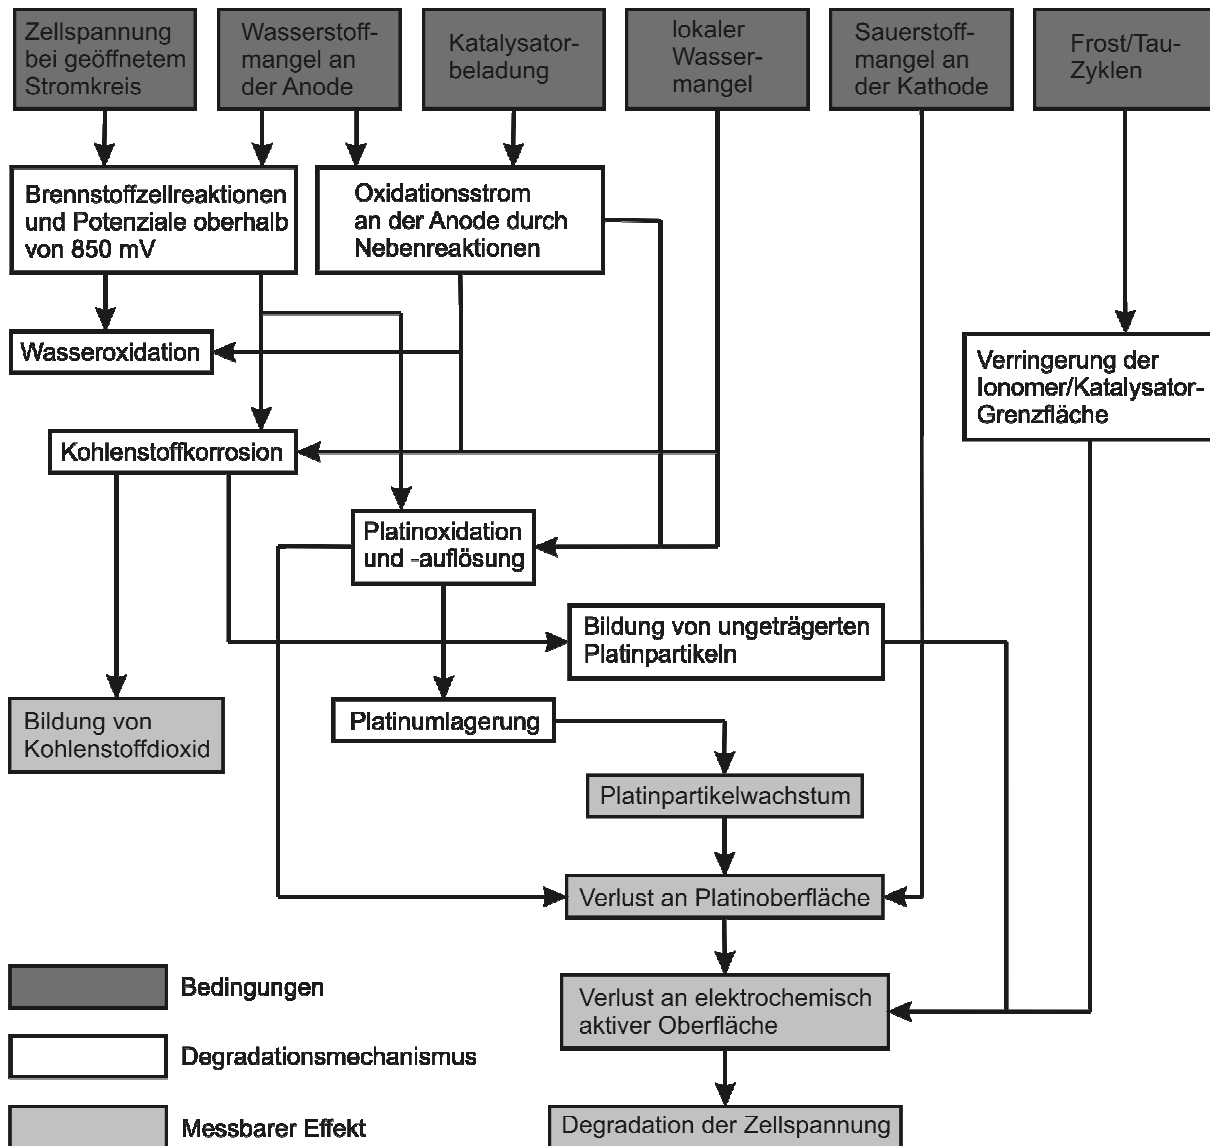 Zellspannung
bei geöffnetem
Stromkreis
Wasserstoff-
mangel an
der Anode
Katalysator-
beladung
lokaler
Wasser-
mangel
Sauerstoff-
mangel an
der Kathode
Frost/Tau-
Zyklen
Brennstoffzellreaktionen
und Potenziale oberhalb
von 850 mV
Oxidationsstrom
an der Anode durch
Nebenreaktionen
Wasseroxidation
Verringerung der
Ionomer/Katalysator-
Grenzfläche
Kohlenstoffkorrosion
Platinoxidation
und -auflösung
Bildung von ungeträgerten
Platinpartikeln
Bildung von
Kohlenstoffdioxid
Platinumlagerung
Platinpartikelwachstum
Verlust an Platinoberfläche
Verlust an elektrochemisch
aktiver Oberfläche
Degradation der Zellspannung
Bedingungen
Degradationsmechanismus
Messbarer Effekt